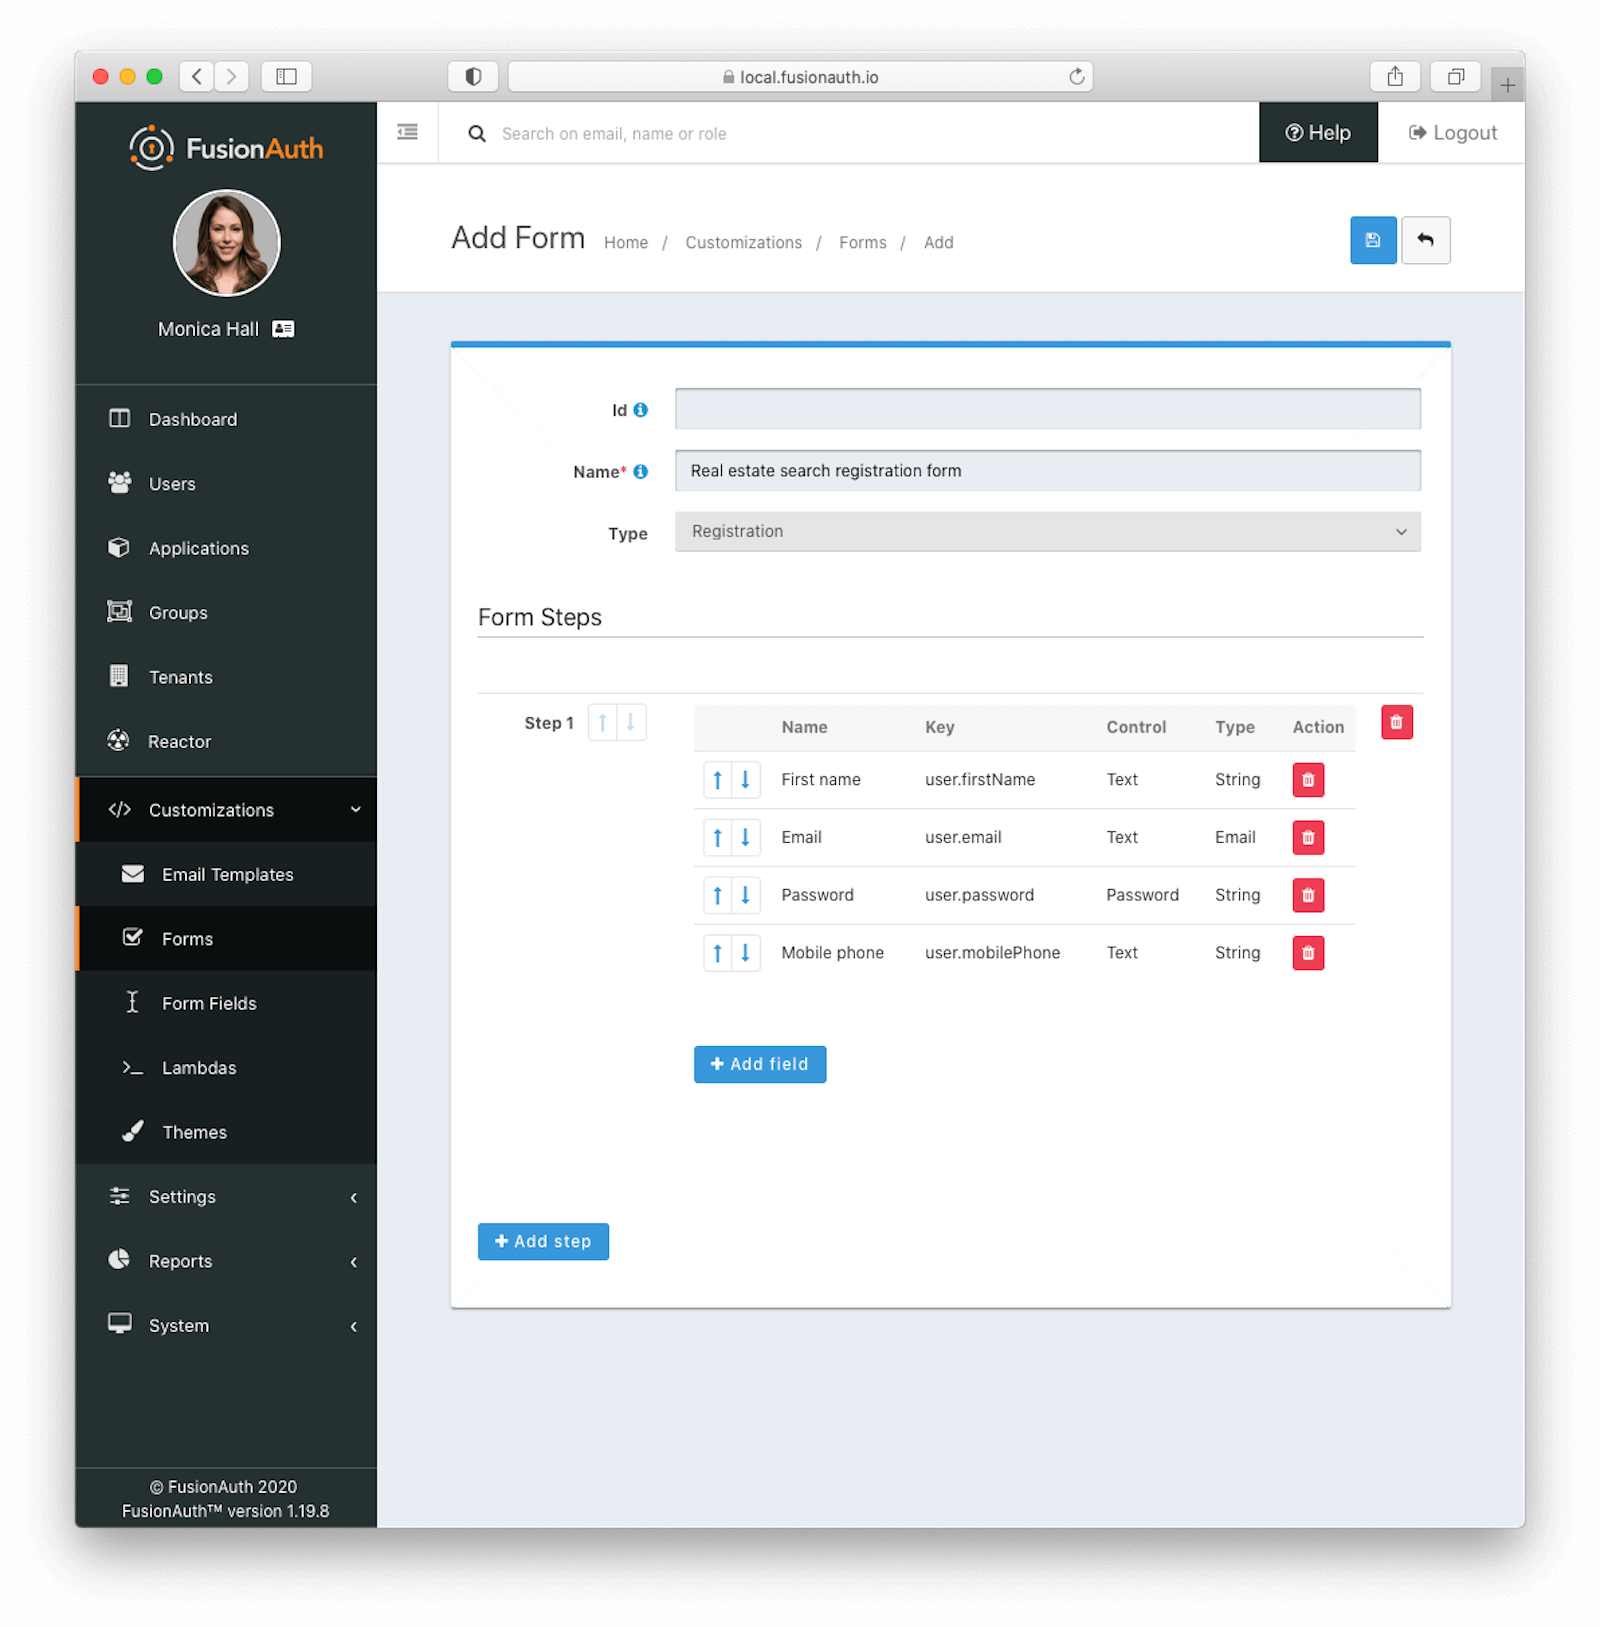 local.fusionauth.io
FusionAuth
Monica Hall
Dashboard
Users
Applications
Groups
Tenants
Reactor
Customizations
Email Templates
Forms
Form Fields
Lambdas
Themes
Settings
Reports
System
© FusionAuth 2020
FusionAuth™ version 1.19.8
Search on email, name or role
Help
Logout
Add Form
Home / Customizations / Forms / Add
Id
Name* Real estate search registration form
Type Registration
Form Steps
Step 1
Name Key Control Type Action
First name user.firstName Text String
Email user.email Text Email
Password user.password Password String
Mobile phone user.mobilePhone Text String
+ Add field
+ Add step